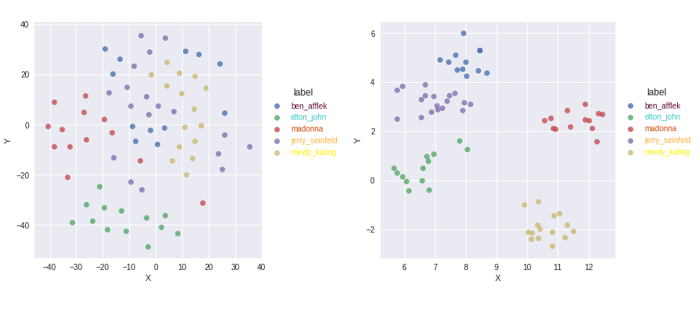 40
20
0
−20
−40
Y
−40 −30 −20 −10 0 10 20 30 40
X
label
ben_afflek
elton_john
madonna
jerry_seinfeld
mindy_kaling
6
4
2
0
−2
Y
6 7 8 9 10 11 12
X
label
ben_afflek
elton_john
madonna
jerry_seinfeld
mindy_kaling